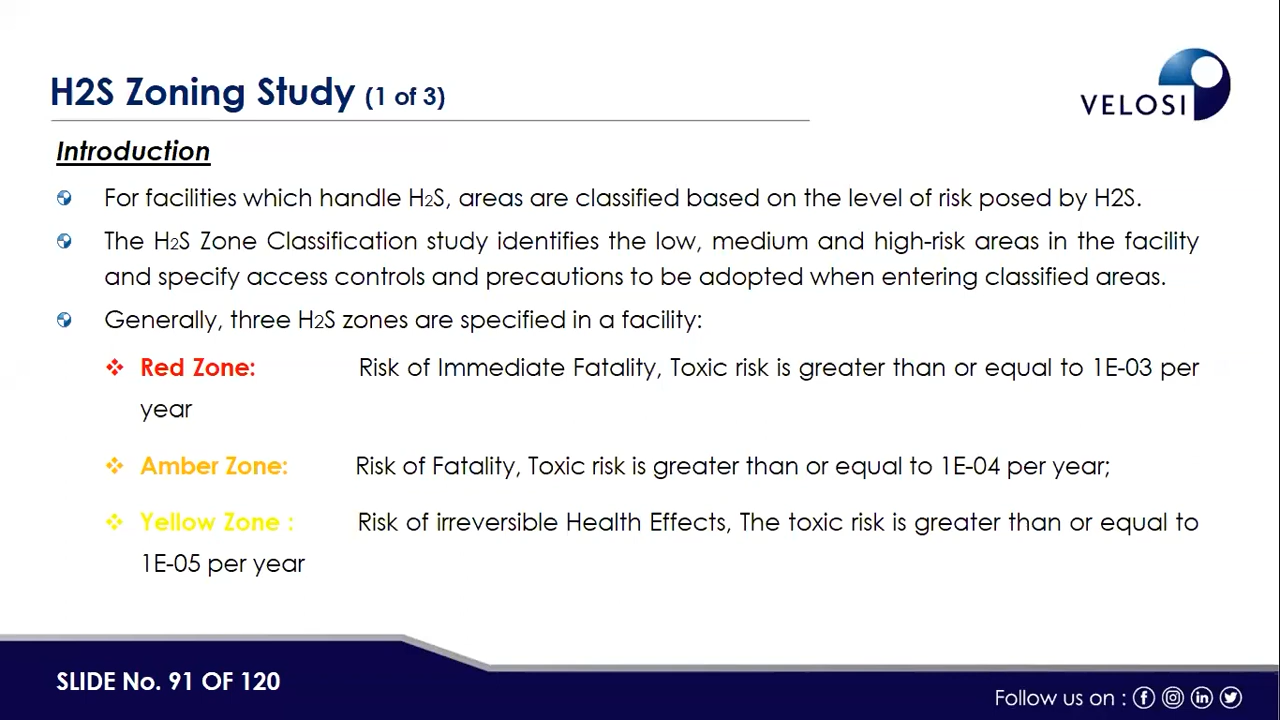 H2S Zoning Study (1 of 3)
VELOSI
Introduction
For facilities which handle H2S, areas are classified based on the level of risk posed by H2S.
The H2S Zone Classification study identifies the low, medium and high-risk areas in the facility
and specify access controls and precautions to be adopted when entering classified areas.
Generally, three H2S zones are specified in a facility:
Red Zone: Risk of Immediate Fatality, Toxic risk is greater than or equal to 1E-03 per
year
Amber Zone: Risk of Fatality, Toxic risk is greater than or equal to 1E-04 per year;
Yellow Zone : Risk of irreversible Health Effects, The toxic risk is greater than or equal to
1E-05 per year
SLIDE No. 91 OF 120
Follow us on :